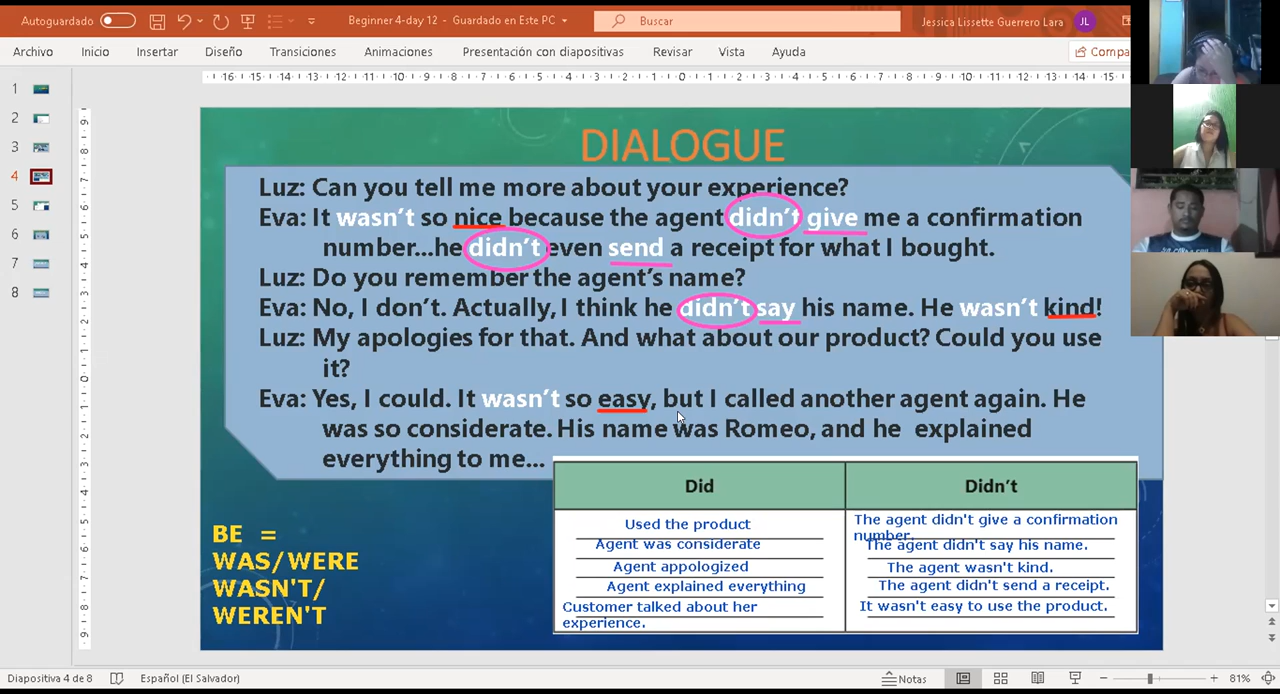 Autoguardado
Beginner 4-day 12 - Guardado en Este PC
Buscar
Jessica Lissette Guerrero Lara
JL
Archivo Inicio Insertar Diseño Transiciones Animaciones Presentación con diapositivas Revisar Vista Ayuda
Compa
1
2
3
4
5
6
7
8
DIALOGUE
Luz: Can you tell me more about your experience?
Eva: It wasn't so nice because the agent didn't give me a confirmation
number...he didn't even send a receipt for what I bought.
Luz: Do you remember the agent's name?
Eva: No, I don't. Actually, I think he didn't say his name. He wasn't kind!
Luz: My apologies for that. And what about our product? Could you use
it?
Eva: Yes, I could. It wasn't so easy, but I called another agent again. He
was so considerate. His name was Romeo, and he explained
everything to me...
BE =
WAS/WERE
WASN'T/
WEREN'T
Did
Used the product
Agent was considerate
Agent appologized
Agent explained everything
Customer talked about her
experience.
Didn't
The agent didn't give a confirmation
number.
The agent didn't say his name.
The agent wasn't kind.
The agent didn't send a receipt.
It wasn't easy to use the product.
Diapositiva 4 de 8
Español (El Salvador)
Notas
81%